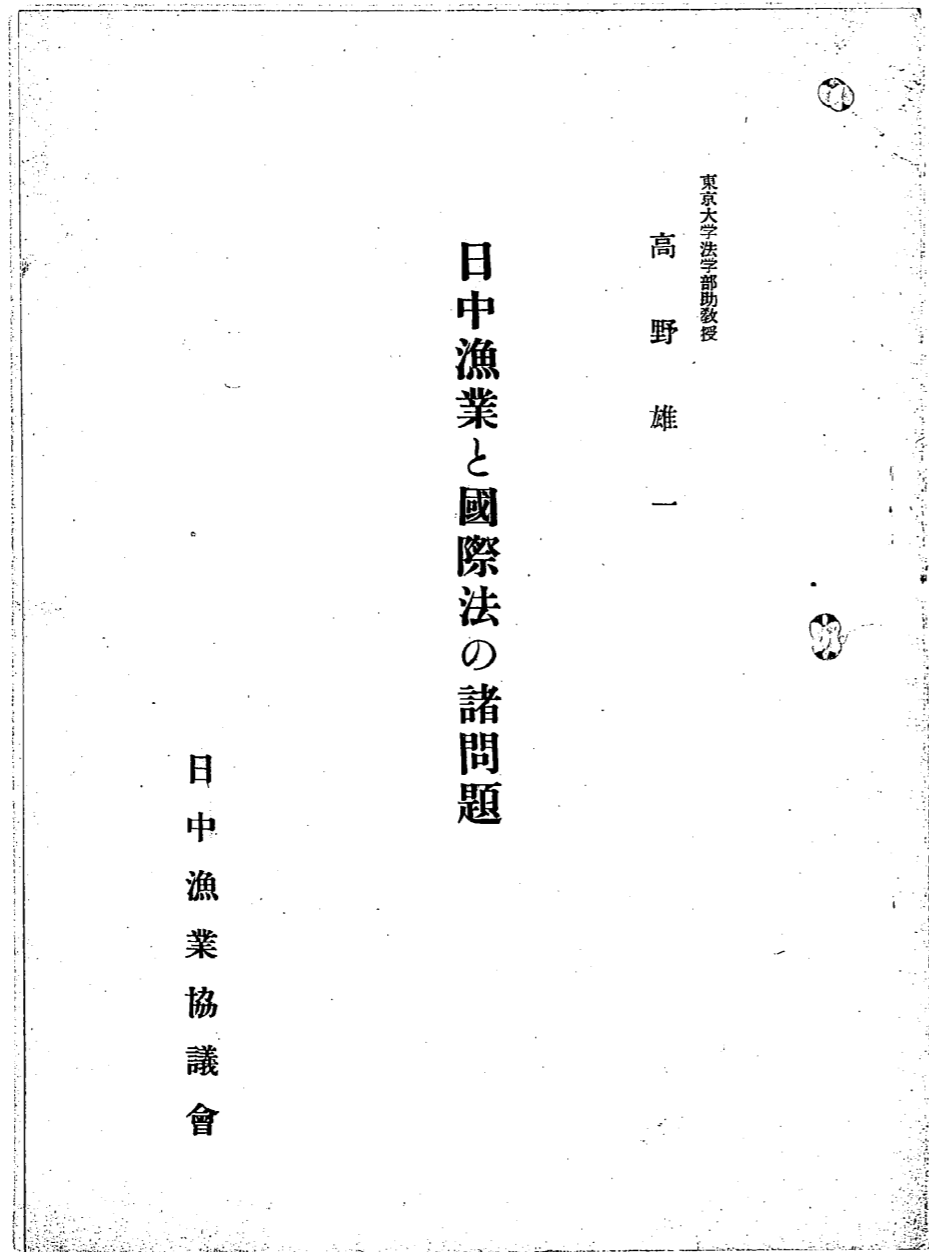 東京大学法学部助教授
高野雄一
日中漁業と國際法の諸問題
日中漁業協議會